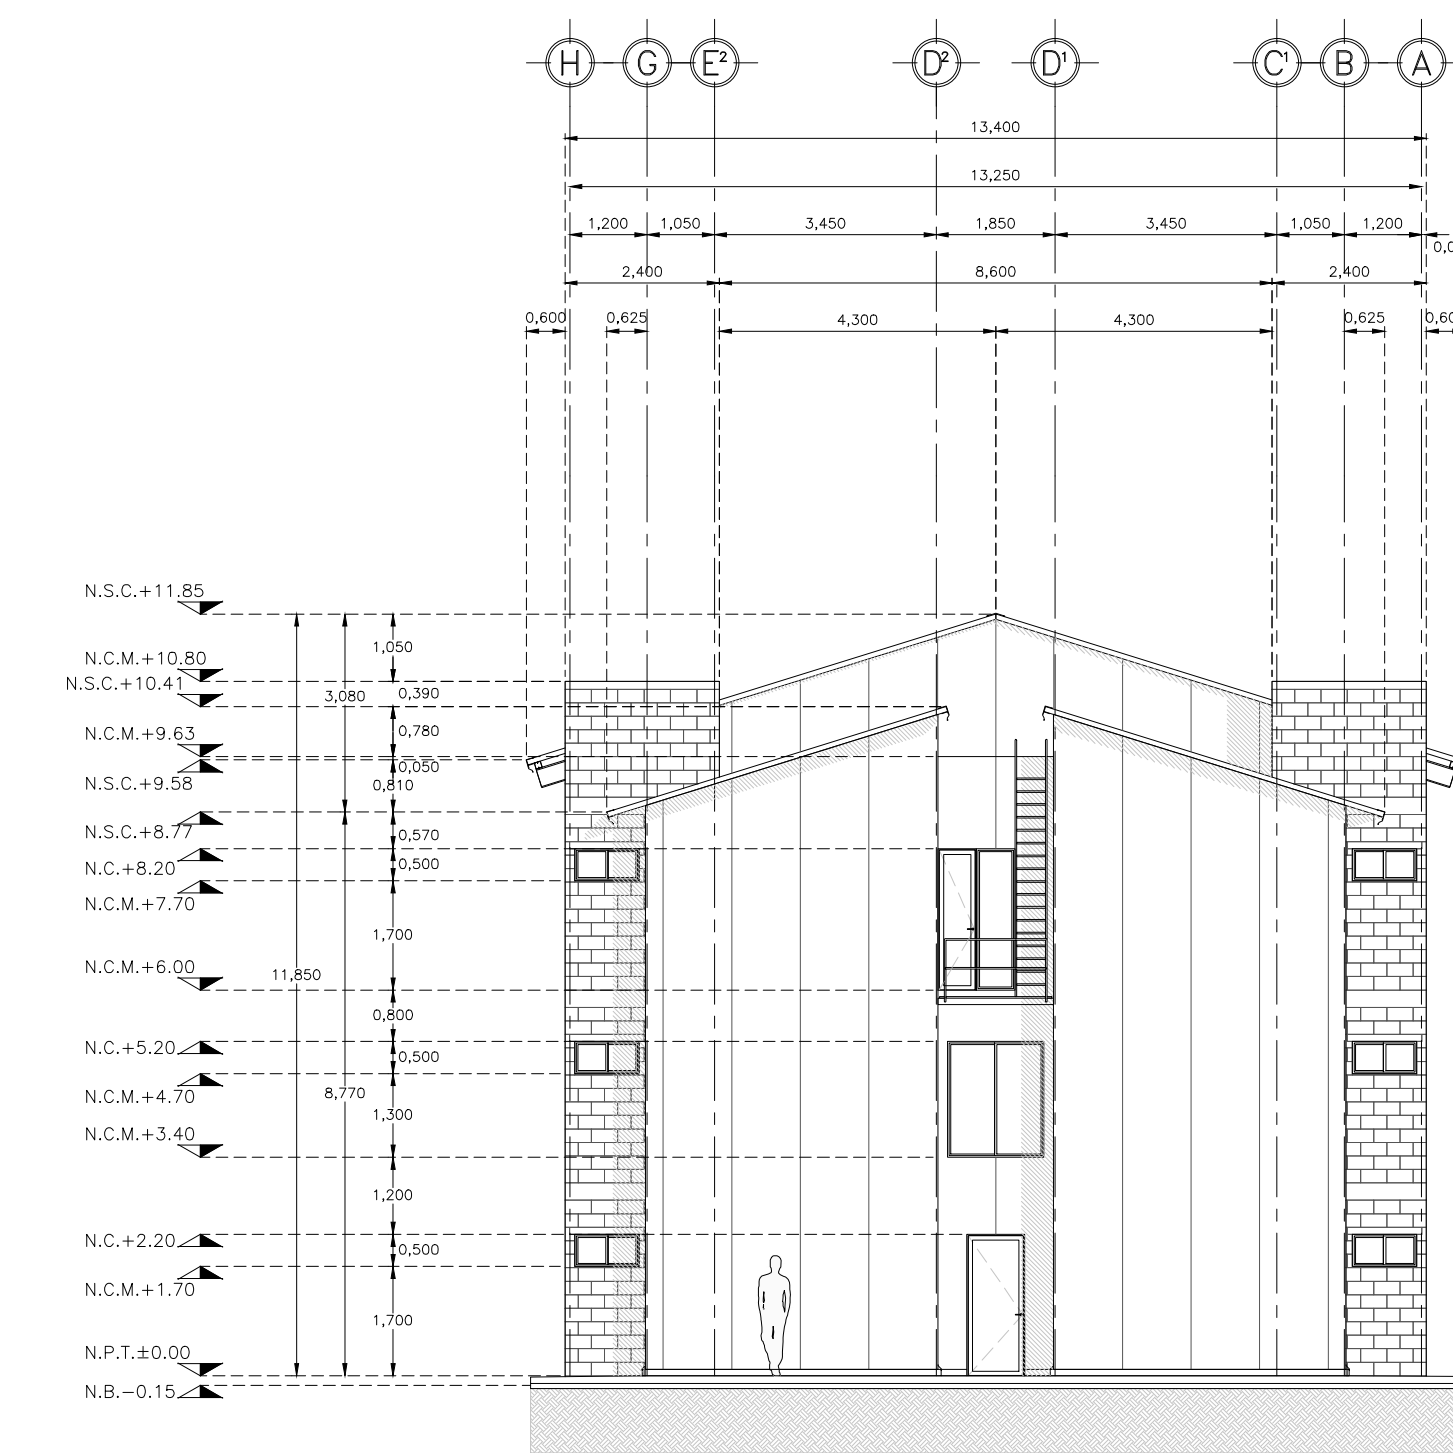 H G E² D² D¹ C¹ B A
13,400
13,250
1,200 1,050 3,450 1,850 3,450 1,050 1,200
0,0
2,400 8,600 2,400
0,600 0,625 4,300 4,300 0,625 0,60
N.S.C.+11.85
1,050
N.C.M.+10.80
N.S.C.+10.41
3,080 0,390
N.C.M.+9.63
0,780
0,050
N.S.C.+9.58
0,810
N.S.C.+8.77
0,570
N.C.+8.20
0,500
N.C.M.+7.70
1,700
N.C.M.+6.00
11,850
0,800
N.C.+5.20
0,500
N.C.M.+4.70
8,770
1,300
N.C.M.+3.40
1,200
N.C.+2.20
0,500
N.C.M.+1.70
1,700
N.P.T.±0.00
N.B.−0.15